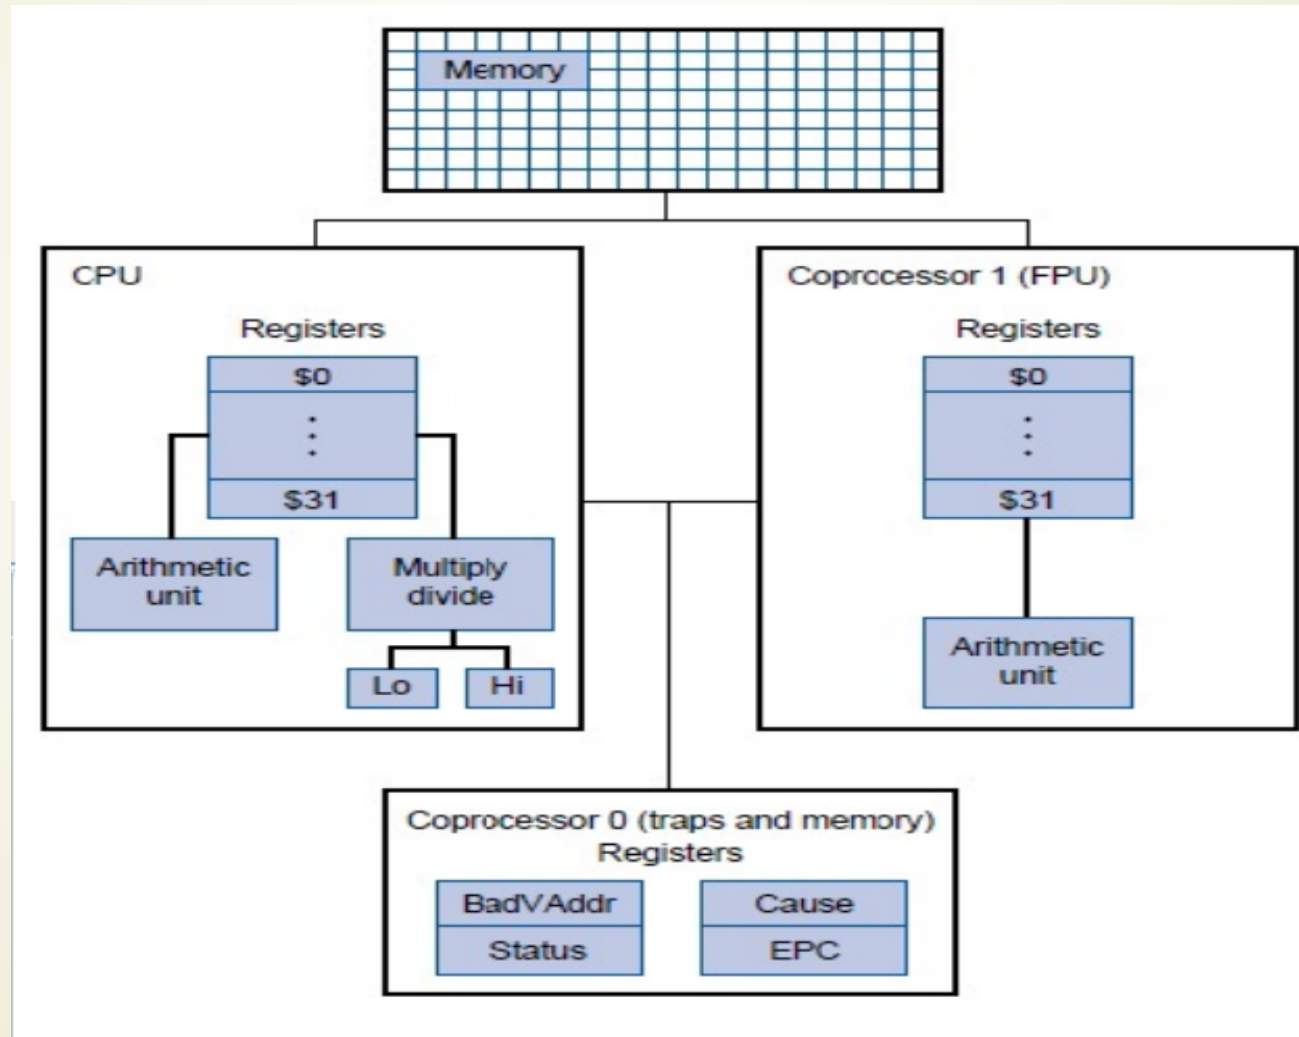 Memory
CPU
Registers
$0
$31
Arithmetic
unit
Multiply
divide
Lo
Hi
Coprocessor 1 (FPU)
Registers
$0
$31
Arithmetic
unit
Coprocessor 0 (traps and memory)
Registers
BadVAddr
Cause
Status
EPC